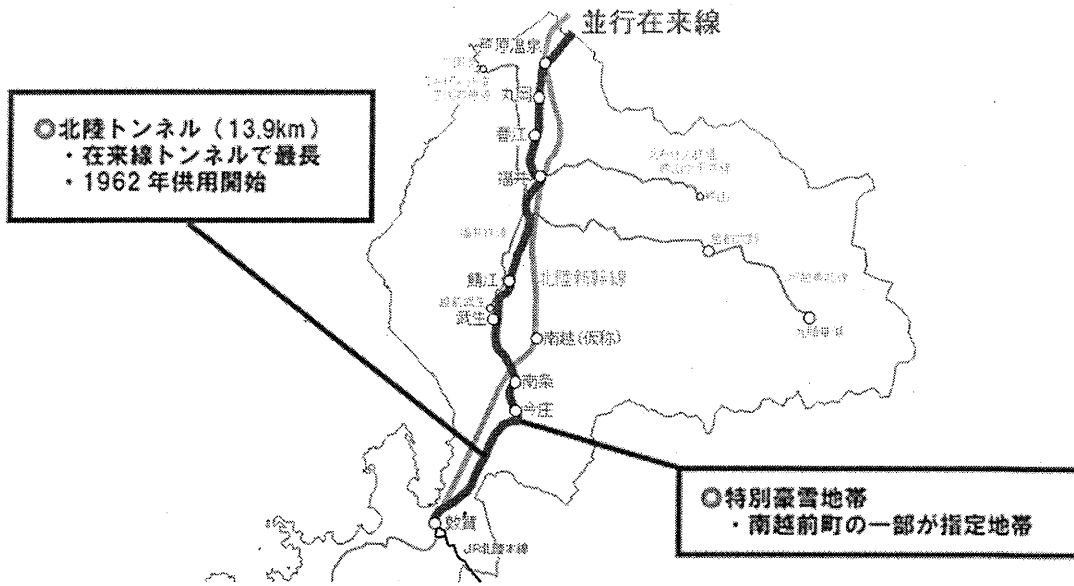 並行在来線
芦原温泉
丸岡
◎北陸トンネル（13.9km）
・在来線トンネルで最長
・1962年供用開始
春江
福井
勝山
鯖江
北陸新幹線
武生
南越(仮称)
南条
今庄
◎特別豪雪地帯
・南越前町の一部が指定地帯
敦賀
JR北陸本線